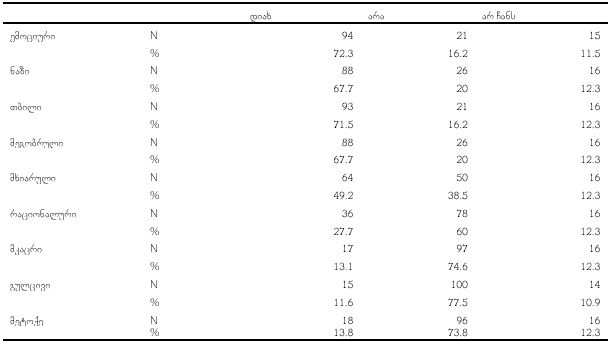 დიახ არა არ ჩანს
ემოციური N 94 21 15
% 72.3 16.2 11.5
ნაზი N 88 26 16
% 67.7 20 12.3
თბილი N 93 21 16
% 71.5 16.2 12.3
მეგობრული N 88 26 16
% 67.7 20 12.3
მხიარული N 64 50 16
% 49.2 38.5 12.3
რაციონალური N 36 78 16
% 27.7 60 12.3
მკაცრი N 17 97 16
% 13.1 74.6 12.3
გულცივი N 15 100 14
% 11.6 77.5 10.9
მეტოქე N 18 96 16
% 13.8 73.8 12.3